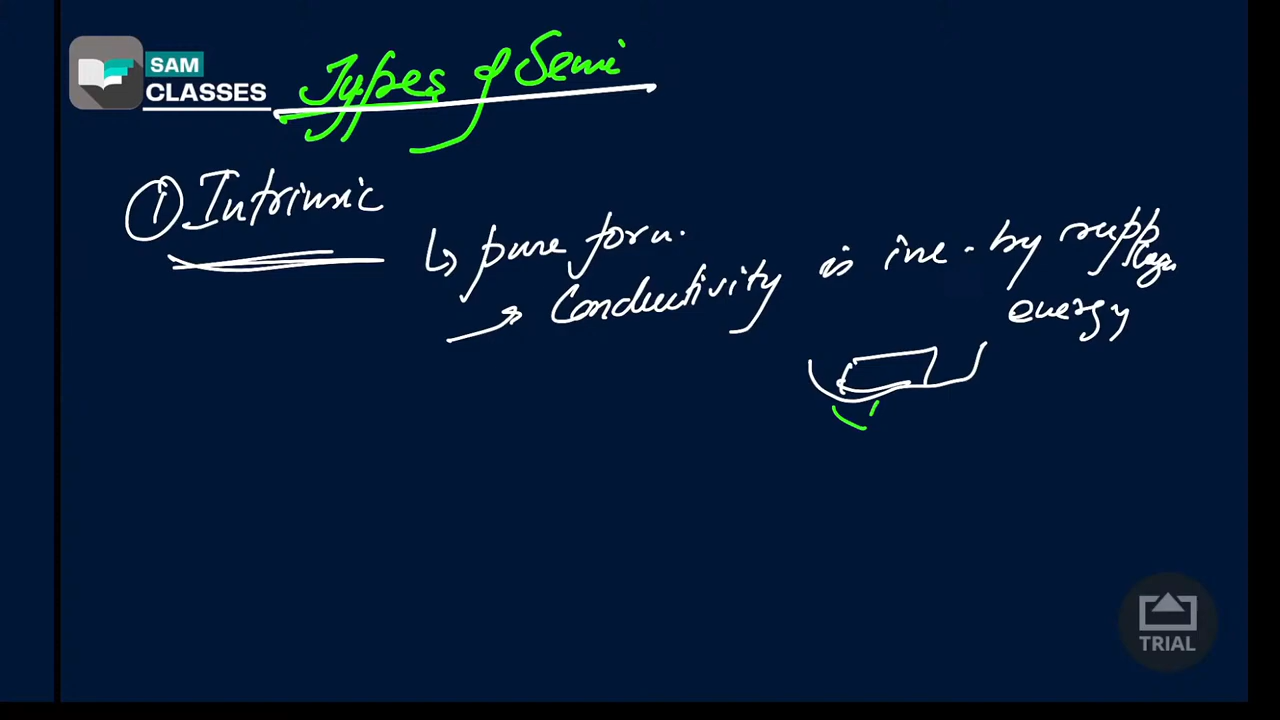 SAM
CLASSES
Types of Semi
① Intrinsic
↳ pure form.
→ Conductivity is inc. by supp
energy
TRIAL